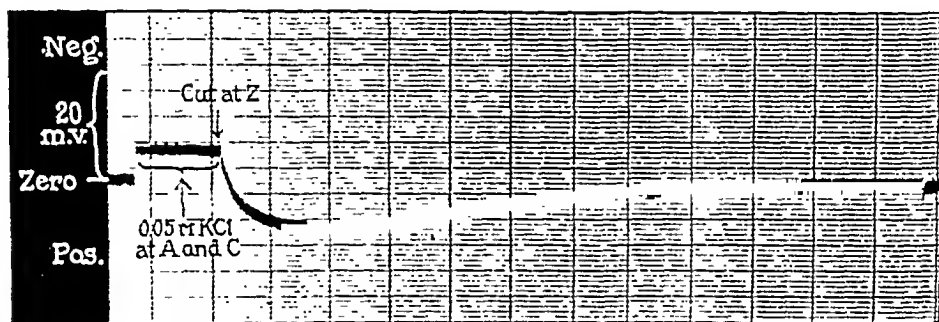 Neg.
Cut at Z
20
m.v.
Zero
0.05 M KCl
at A and C
Pos.